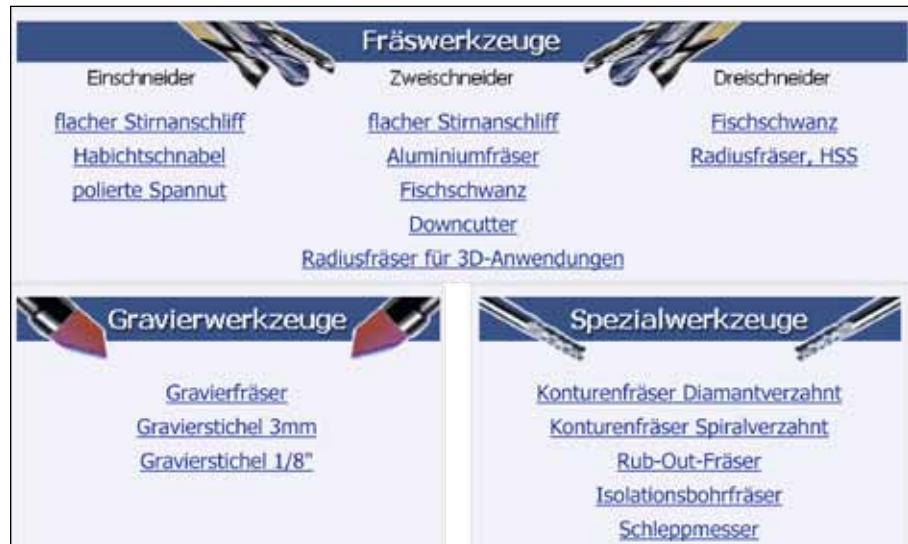 Fräswerkzeuge
Einschneider Zweischneider Dreischneider
flacher Stirnanschliff flacher Stirnanschliff Fischschwanz
Habichtschnabel Aluminiumfräser Radiusfräser, HSS
polierte Spannut Fischschwanz
Downcutter
Radiusfräser für 3D-Anwendungen
Gravierwerkzeuge
Gravierfräser
Gravierstichel 3mm
Gravierstichel 1/8"
Spezialwerkzeuge
Konturenfräser Diamantverzahnt
Konturenfräser Spiralverzahnt
Rub-Out-Fräser
Isolationsbohrfräser
Schleppmesser